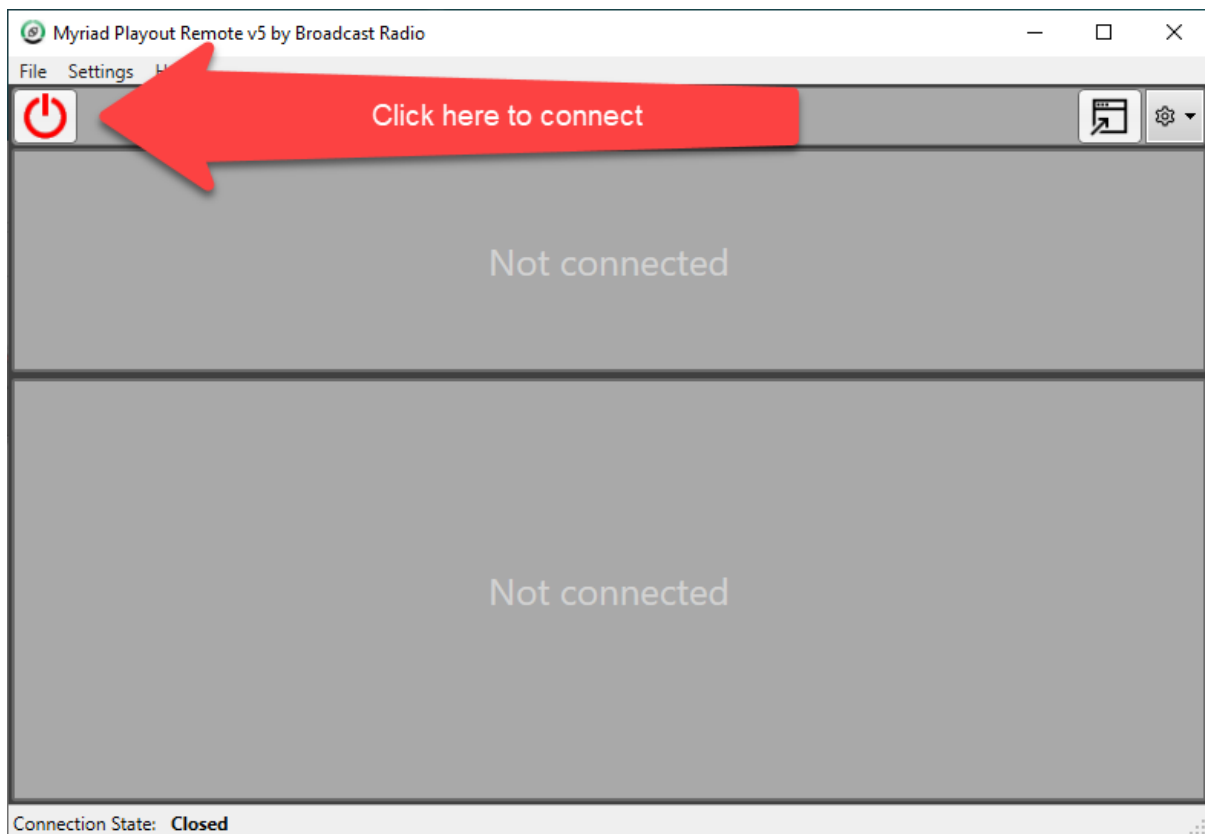 Myriad Playout Remote v5 by Broadcast Radio
File Settings
Click here to connect
Not connected
Not connected
Connection State: Closed